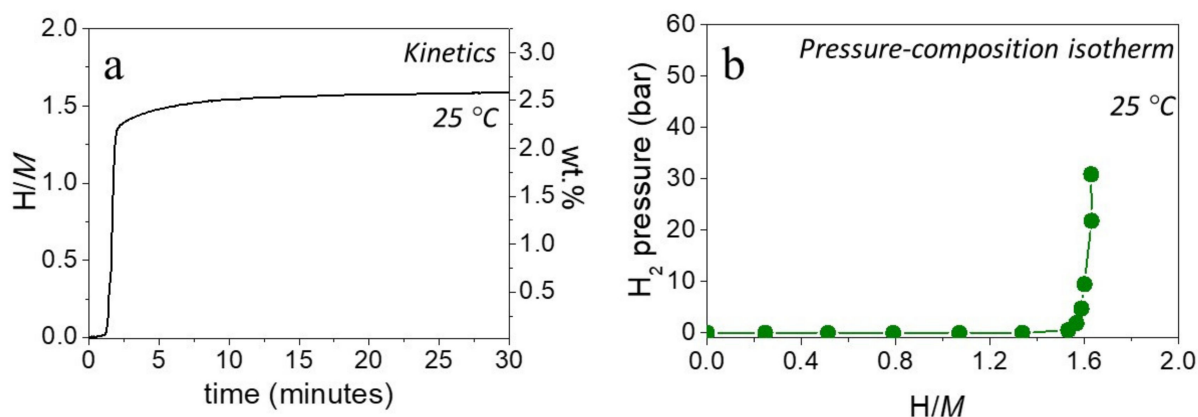 a
Kinetics
25 °C
H/M
2.0
1.5
1.0
0.5
0.0
3.0
2.5
2.0
1.5
1.0
0.5
wt.%
0 5 10 15 20 25 30
time (minutes)
b
Pressure-composition isotherm
25 °C
H₂ pressure (bar)
60
50
40
30
20
10
0
0.0 0.4 0.8 1.2 1.6 2.0
H/M